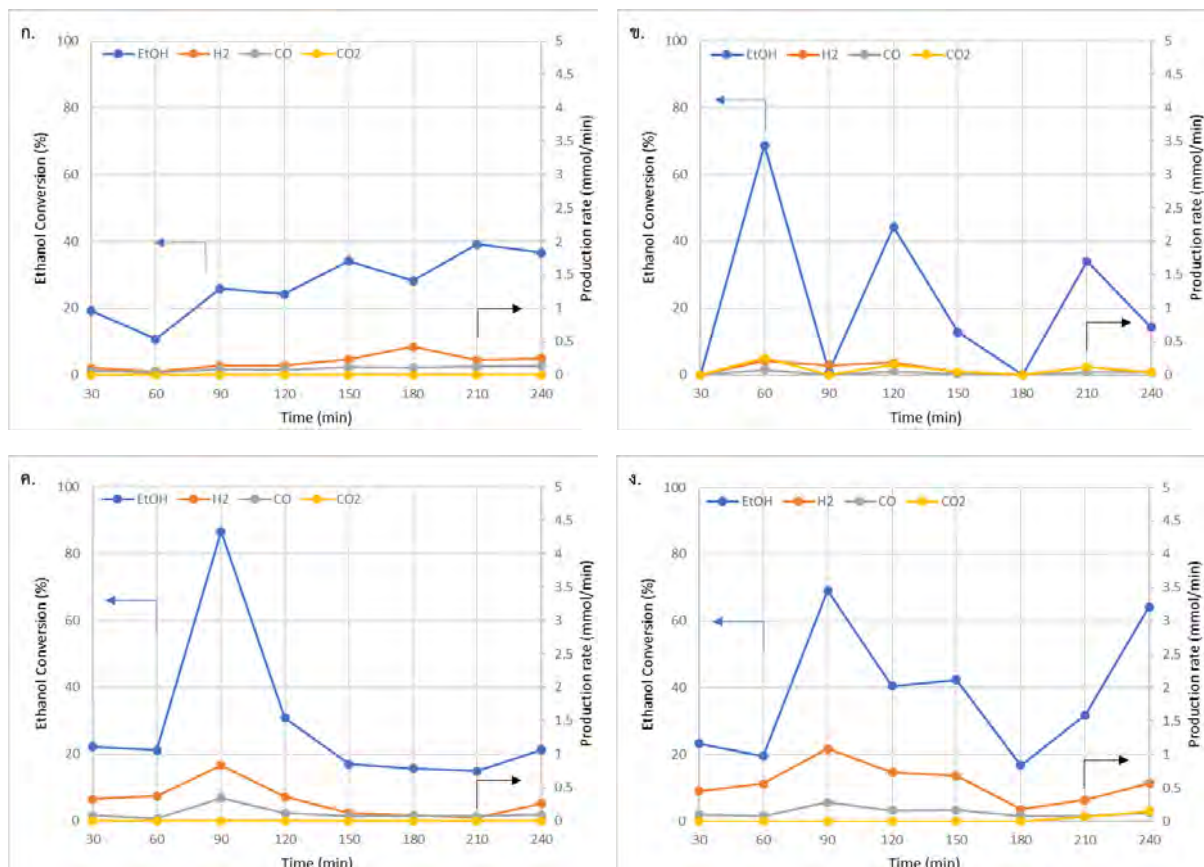 ก.
EtOH H2 CO CO2
100
80
60
40
20
0
Ethanol Conversion (%)
5
4.5
4
3.5
3
2.5
2
1.5
1
0.5
0
Production rate (mmol/min)
30 60 90 120 150 180 210 240
Time (min)
ข.
EtOH H2 CO CO2
100
80
60
40
20
0
Ethanol Conversion (%)
5
4.5
4
3.5
3
2.5
2
1.5
1
0.5
0
Production rate (mmol/min)
30 60 90 120 150 180 210 240
Time (min)
ค.
EtOH H2 CO CO2
100
80
60
40
20
0
Ethanol Conversion (%)
5
4.5
4
3.5
3
2.5
2
1.5
1
0.5
0
Production rate (mmol/min)
30 60 90 120 150 180 210 240
Time (min)
ง.
EtOH H2 CO CO2
100
80
60
40
20
0
Ethanol Conversion (%)
5
4.5
4
3.5
3
2.5
2
1.5
1
0.5
0
Production rate (mmol/min)
30 60 90 120 150 180 210 240
Time (min)